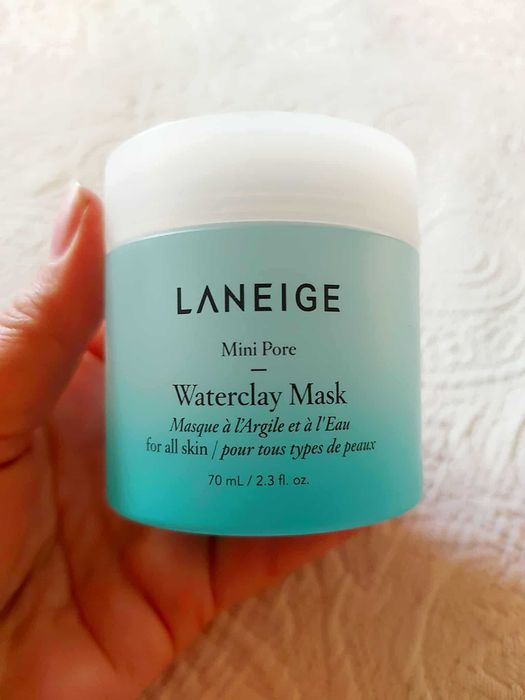 LANEIGE
Mini Pore
Waterclay Mask
Masque à l'Argile et à l'Eau
for all skin / pour tous types de peaux
70 mL / 2.3 fl. oz.